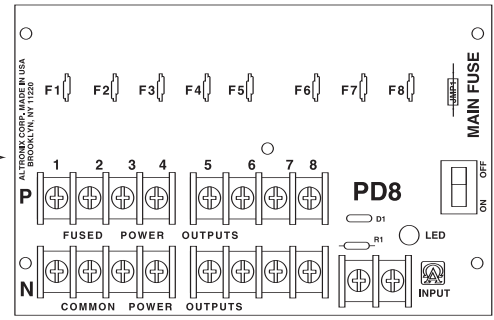 ALTRONIX CORP. MADE IN USA
BROOKLYN, NY 11220
F1 F2 F3 F4 F5 F6 F7 F8
JMP1
MAIN FUSE
OFF
ON
1 2 3 4 5 6 7 8
P
FUSED POWER OUTPUTS
PD8
D1
R1
LED
N
COMMON POWER OUTPUTS
INPUT